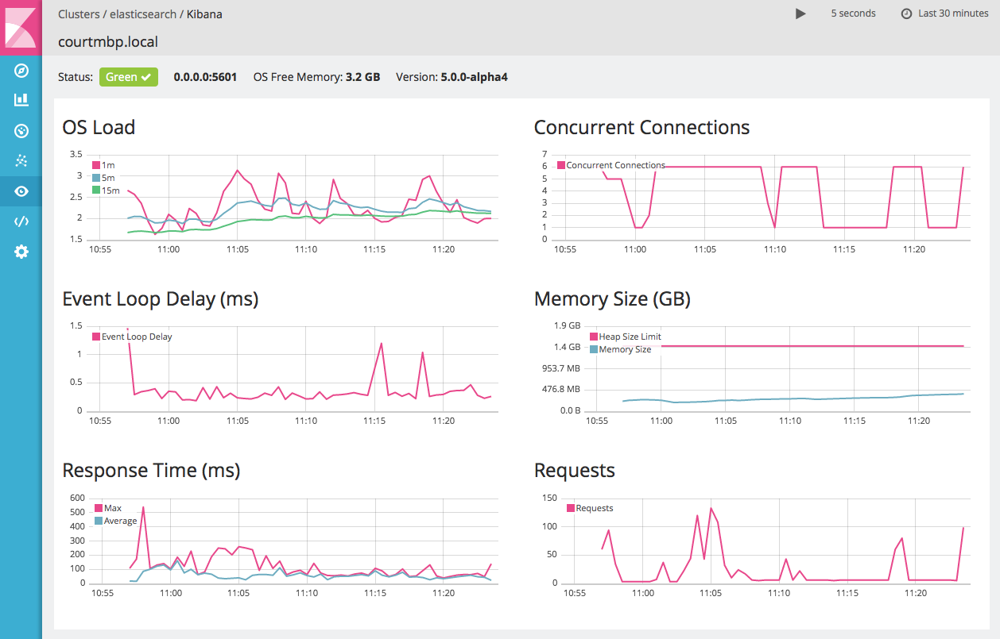 Clusters / elasticsearch / Kibana
5 seconds
Last 30 minutes
courtmbp.local
Status: Green 0.0.0.0:5601 OS Free Memory: 3.2 GB Version: 5.0.0-alpha4
OS Load
3.5
3
2.5
2
1.5
1m
5m
15m
10:55 11:00 11:05 11:10 11:15 11:20
Concurrent Connections
7
6
5
4
3
2
1
0
Concurrent Connections
10:55 11:00 11:05 11:10 11:15 11:20
Event Loop Delay (ms)
1.5
1
0.5
0
Event Loop Delay
10:55 11:00 11:05 11:10 11:15 11:20
Memory Size (GB)
1.9 GB
1.4 GB
953.7 MB
476.8 MB
0.0 B
Heap Size Limit
Memory Size
10:55 11:00 11:05 11:10 11:15 11:20
Response Time (ms)
600
500
400
300
200
100
0
Max
Average
10:55 11:00 11:05 11:10 11:15 11:20
Requests
150
100
50
0
Requests
10:55 11:00 11:05 11:10 11:15 11:20